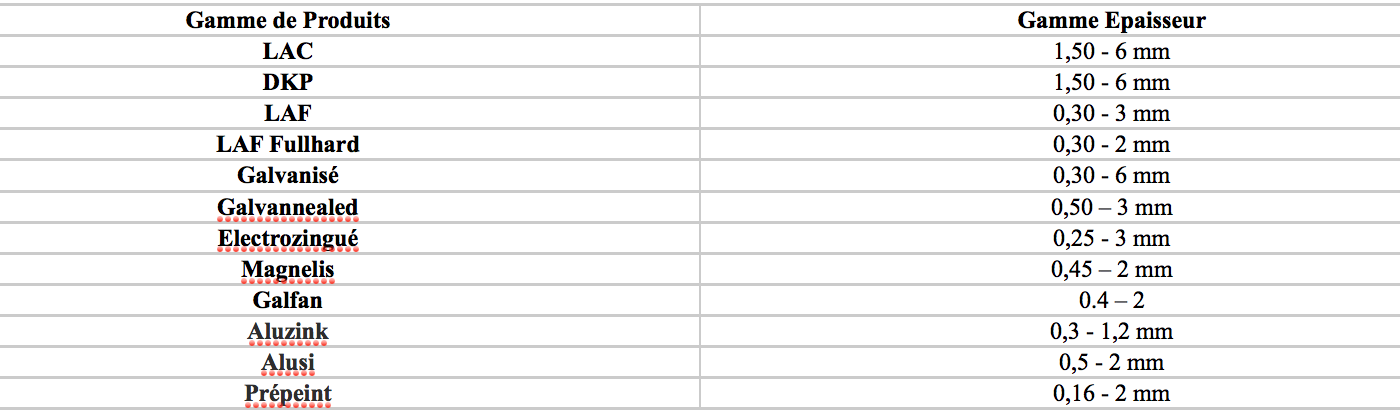 Gamme de Produits Gamme Epaisseur
LAC 1,50 - 6 mm
DKP 1,50 - 6 mm
LAF 0,30 - 3 mm
LAF Fullhard 0,30 - 2 mm
Galvanisé 0,30 - 6 mm
Galvannealed 0,50 – 3 mm
Electrozingué 0,25 - 3 mm
Magnelis 0,45 – 2 mm
Galfan 0.4 – 2
Aluzink 0,3 - 1,2 mm
Alusi 0,5 - 2 mm
Prépeint 0,16 - 2 mm